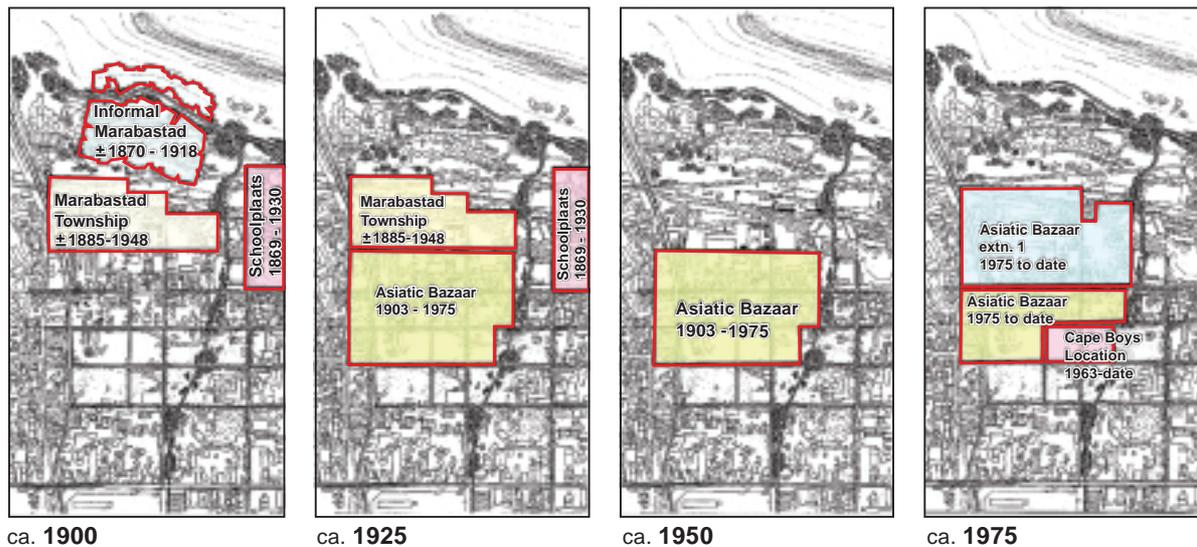 Informal
Marabastad
±1870 - 1918
Marabastad
Township
±1885-1948
Schoolplaats
1869 - 1930
ca. 1900
Marabastad
Township
±1885-1948
Schoolplaats
1869 - 1930
Asiatic Bazaar
1903 - 1975
ca. 1925
Asiatic Bazaar
1903 -1975
ca. 1950
Asiatic Bazaar
extn. 1
1975 to date
Asiatic Bazaar
1975 to date
Cape Boys
Location
1963-date
ca. 1975